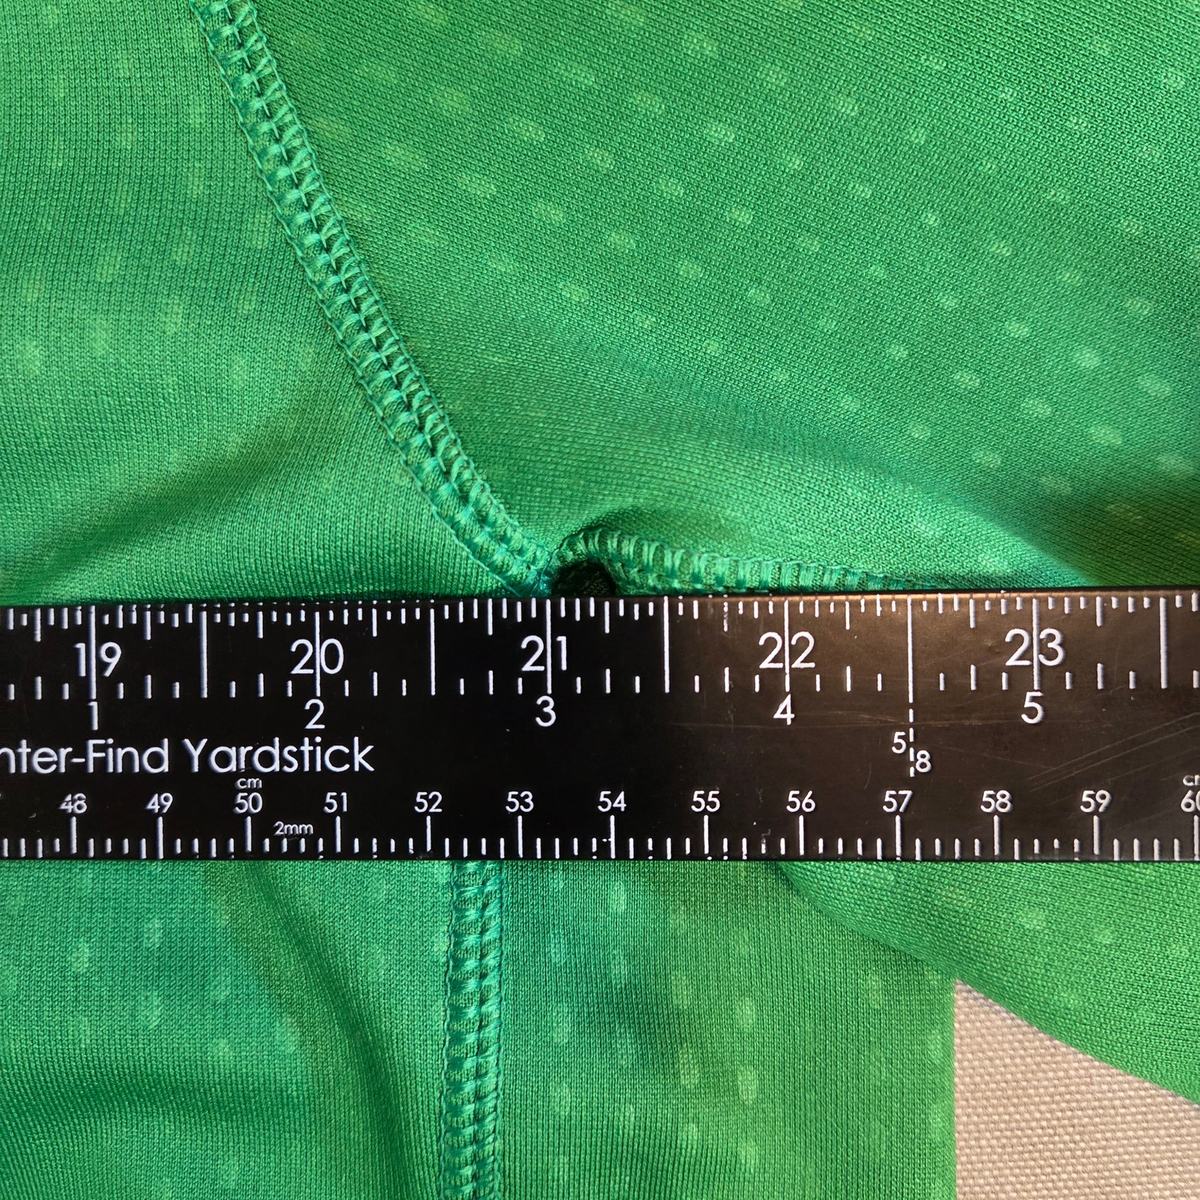 19 20 21 22 23
1 2 3 4 5
nter-Find Yardstick 5 8
cm cm
48 49 50 51 52 53 54 55 56 57 58 59 60
2mm